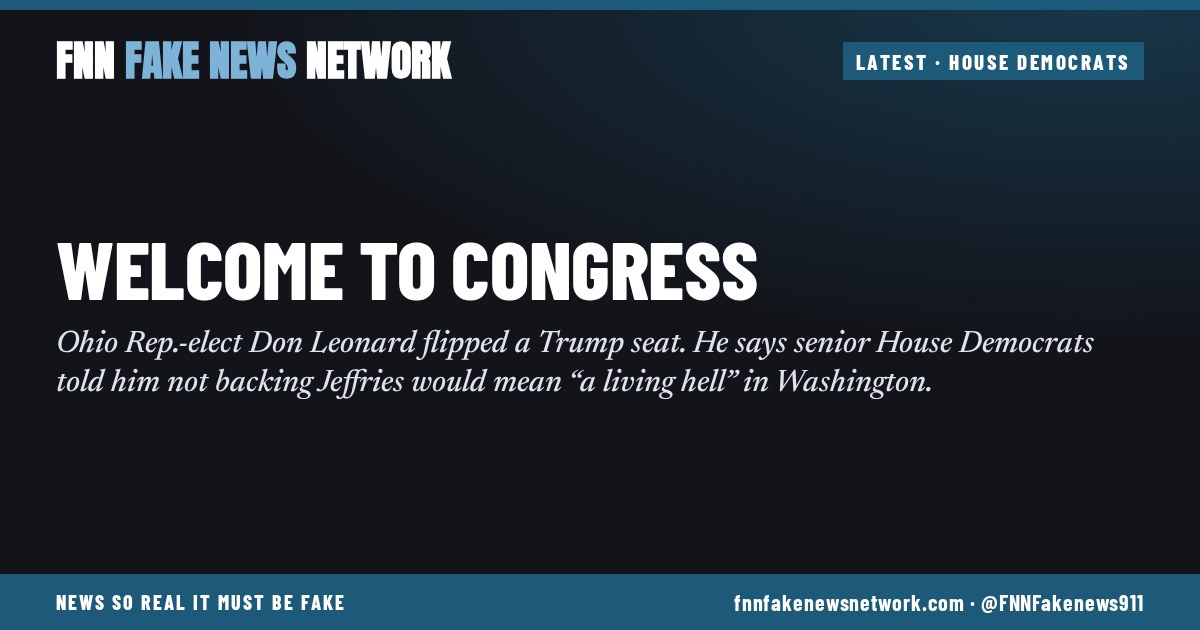 FNN FAKE NEWS NETWORK
LATEST · HOUSE DEMOCRATS
WELCOME TO CONGRESS
Ohio Rep.-elect Don Leonard flipped a Trump seat. He says senior House Democrats
told him not backing Jeffries would mean “a living hell” in Washington.
NEWS SO REAL IT MUST BE FAKE
fnnfakenewsnetwork.com · @FNNFakenews911